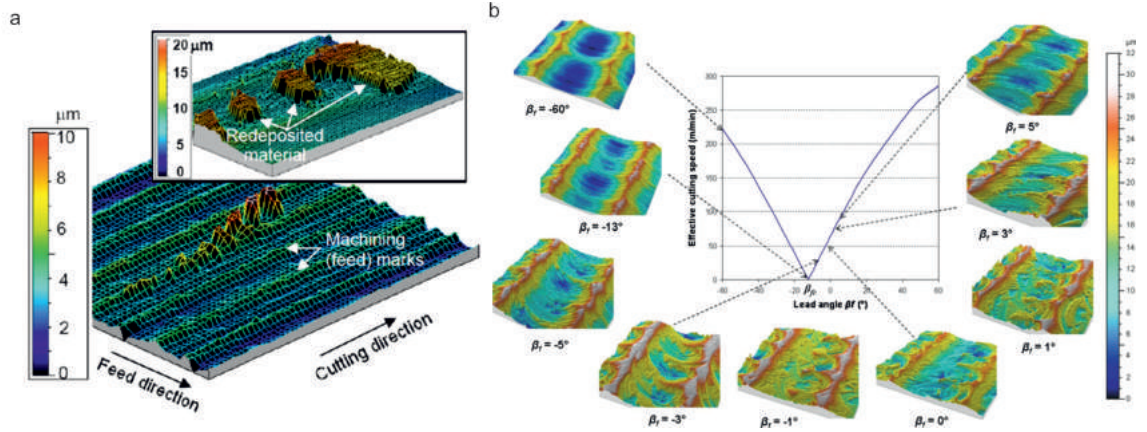 a
μm
10
8
6
4
2
0
20
μm
15
10
5
0
Redeposited
material
Machining
(feed) marks
Feed direction
Cutting direction
b
βf = -60°
βf = -13°
βf = -5°
βf = -3°
βf = -1°
βf = 0°
βf = 1°
βf = 3°
βf = 5°
Effective cutting speed (m/min)
300
250
200
150
100
50
0
-60 -40 -20 0 20 40 60
Lead angle βf (°)
μm
32
30
28
26
24
22
20
18
16
14
12
10
8
6
4
2
0